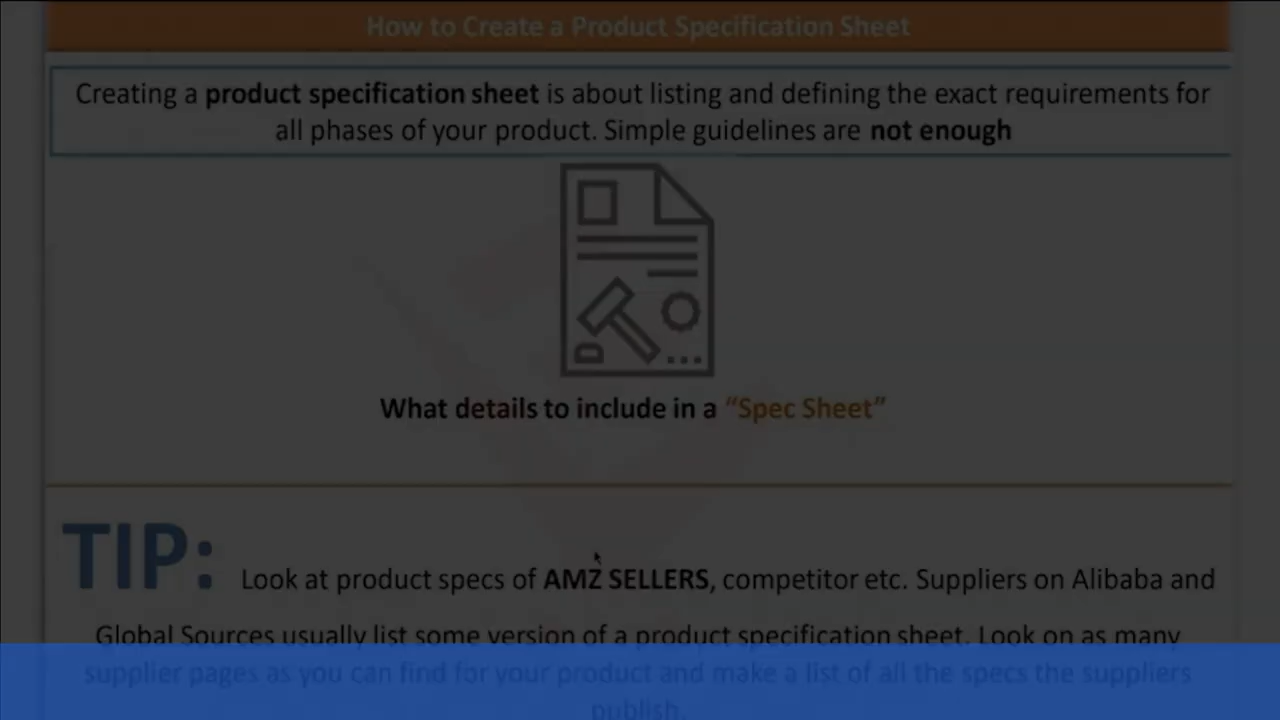 How to Create a Product Specification Sheet
Creating a product specification sheet is about listing and defining the exact requirements for
all phases of your product. Simple guidelines are not enough
What details to include in a “Spec Sheet”
TIP: Look at product specs of AMZ SELLERS, competitor etc. Suppliers on Alibaba and
Global Sources usually list some version of a product specification sheet. Look on as many
supplier pages as you can find for your product and make a list of all the specs the suppliers
publish.